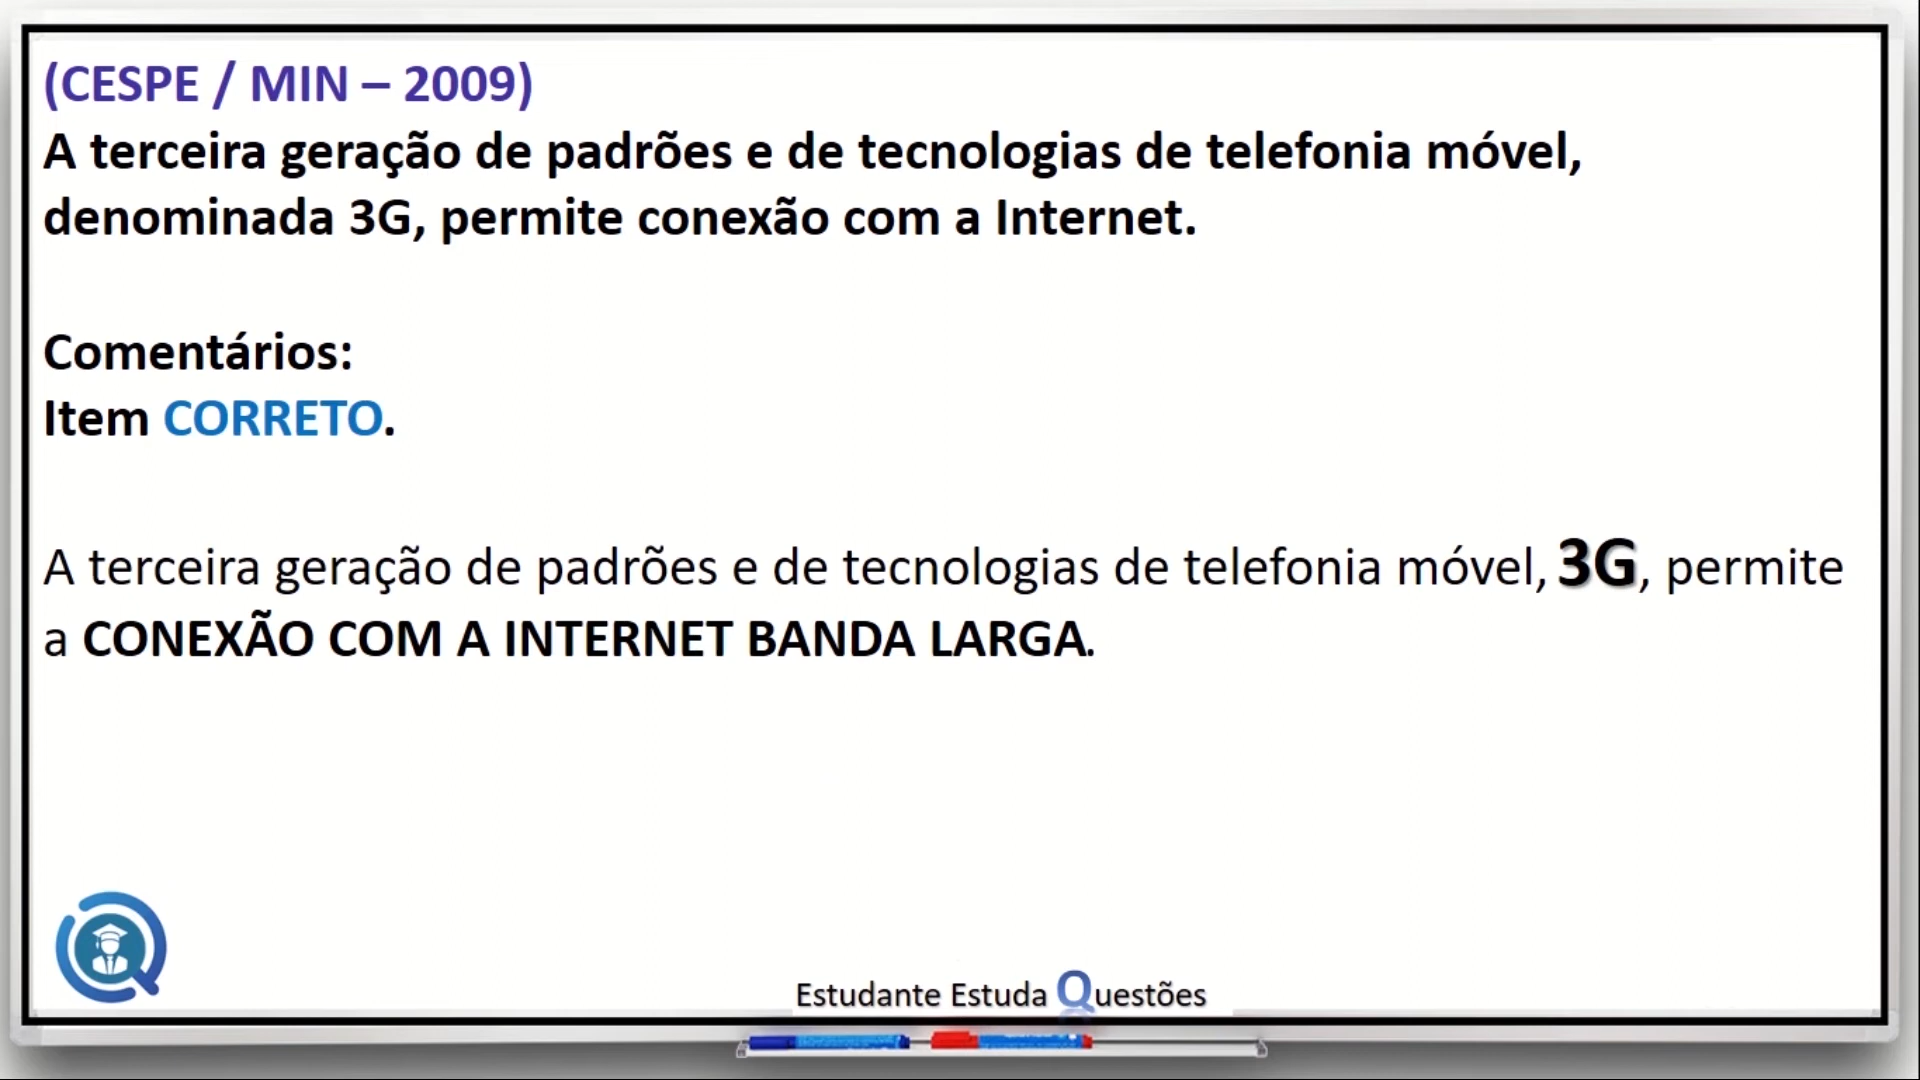 (CESPE / MIN – 2009)
A terceira geração de padrões e de tecnologias de telefonia móvel,
denominada 3G, permite conexão com a Internet.
Comentários:
Item CORRETO.
A terceira geração de padrões e de tecnologias de telefonia móvel, 3G, permite
a CONEXÃO COM A INTERNET BANDA LARGA.
Estudante Estuda Questões